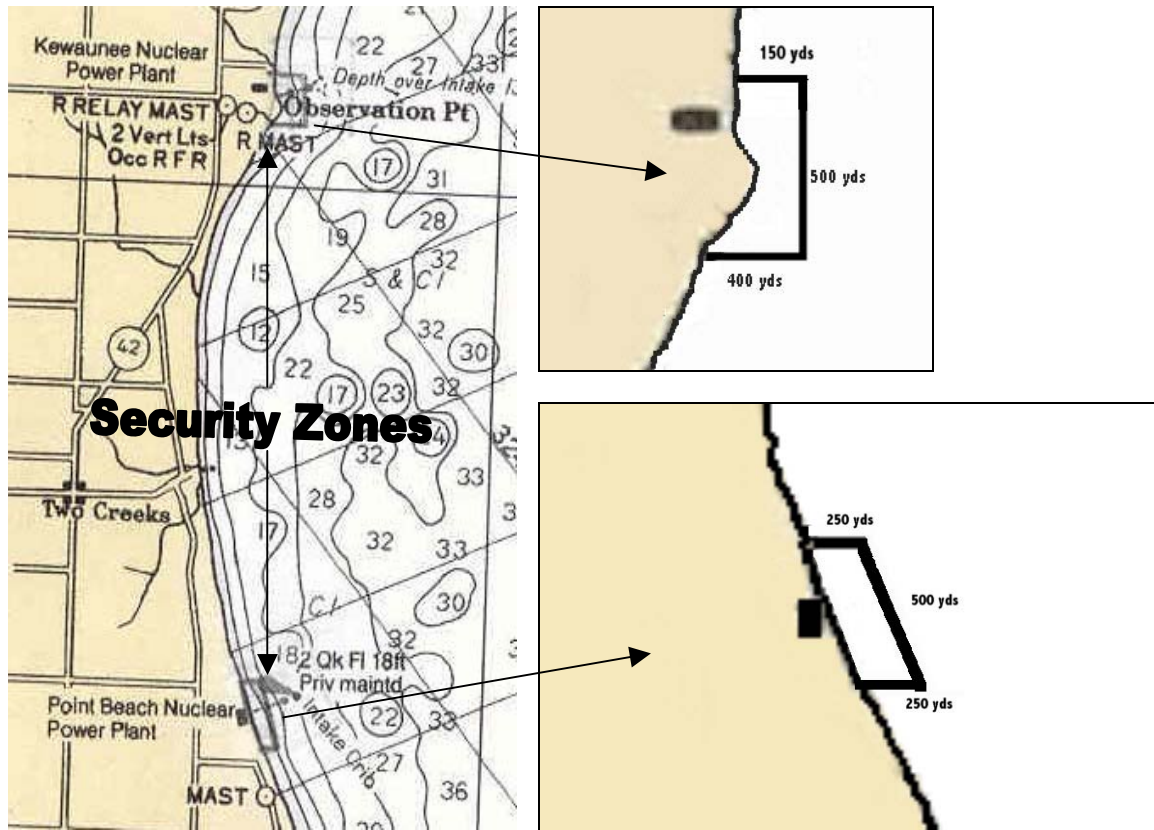 22
27
33
Kewaunee Nuclear
Power Plant
Depth over Intake
R RELAY MAST
Observation Pt
2 Vert Lts
Occ R F R
R MAST
17
31
28
19
32
15
S & Cl
25
12
32
30
42
22
17
23
32
Security Zones
24
32
33
28
Two Creeks
17
32
33
Cl
30
32
18
2 Qk Fl 18ft
Priv maintd
Point Beach Nuclear
Power Plant
Intake Crib
22
33
27
MAST
36
150 yds
500 yds
400 yds
250 yds
500 yds
250 yds